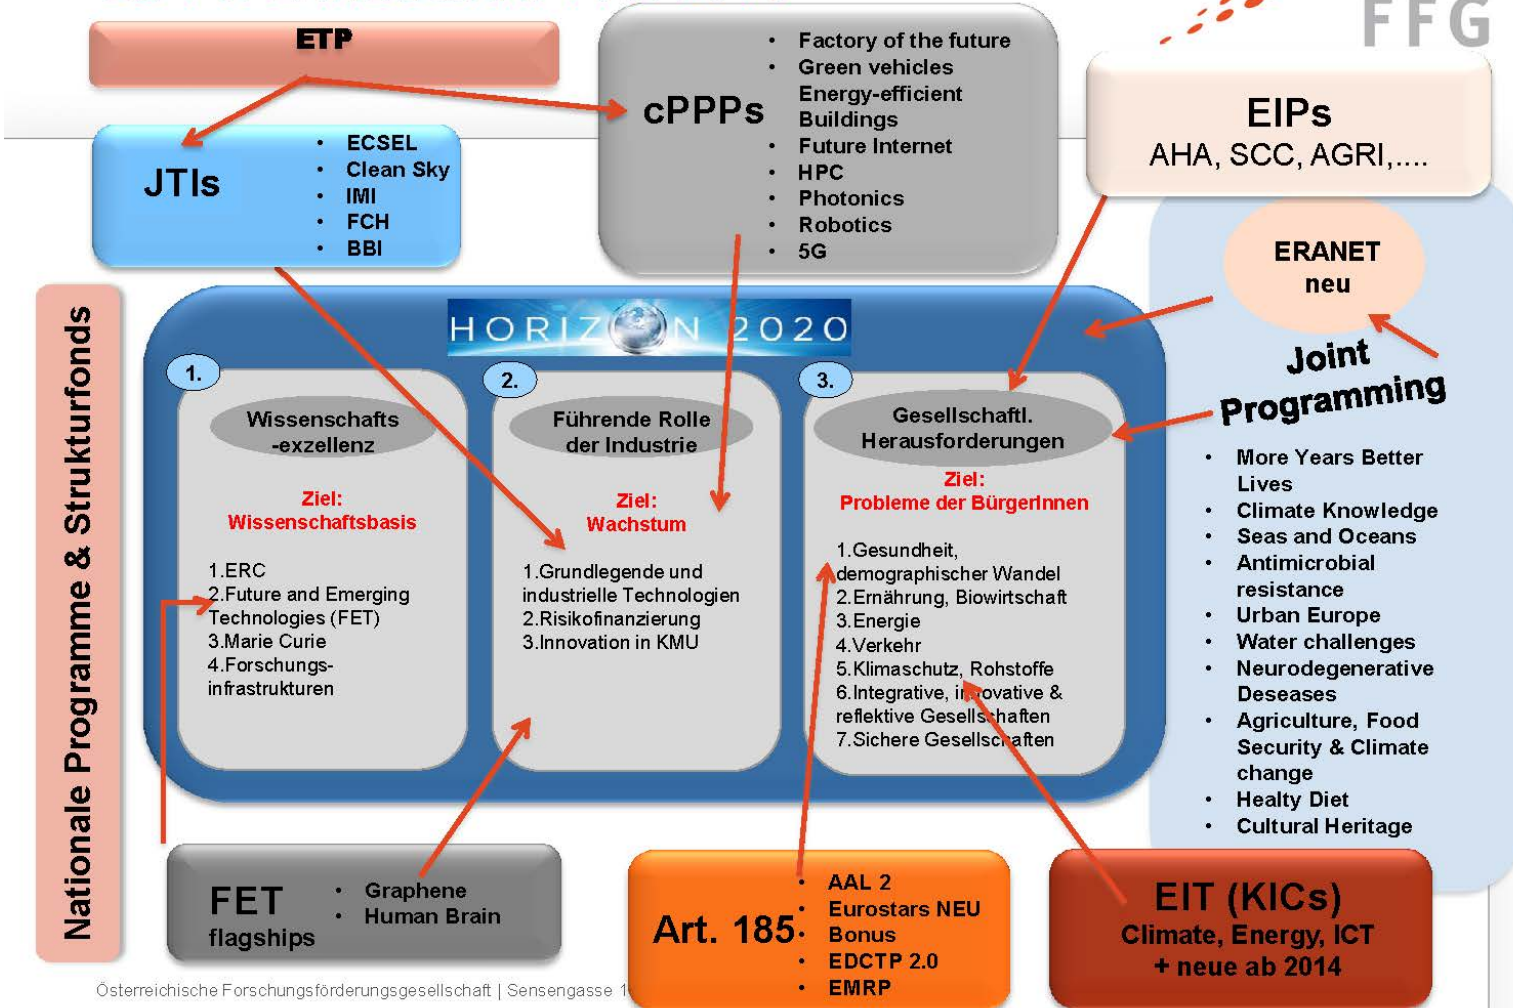 FFG
ETP
JTIs
• ECSEL
• Clean Sky
• IMI
• FCH
• BBI
cPPPs
• Factory of the future
• Green vehicles
Energy-efficient
Buildings
• Future Internet
• HPC
• Photonics
• Robotics
• 5G
EIPs
AHA, SCC, AGRI,....
ERANET
neu
Joint
Programming
• More Years Better
Lives
• Climate Knowledge
• Seas and Oceans
• Antimicrobial
resistance
• Urban Europe
• Water challenges
• Neurodegenerative
Deseases
• Agriculture, Food
Security & Climate
change
• Healty Diet
• Cultural Heritage
Nationale Programme & Strukturfonds
HORIZON 2020
1.
Wissenschafts
-exzellenz
Ziel:
Wissenschaftsbasis
1.ERC
2.Future and Emerging
Technologies (FET)
3.Marie Curie
4.Forschungs-
infrastrukturen
2.
Führende Rolle
der Industrie
Ziel:
Wachstum
1.Grundlegende und
industrielle Technologien
2.Risikofinanzierung
3.Innovation in KMU
3.
Gesellschaftl.
Herausforderungen
Ziel:
Probleme der BürgerInnen
1.Gesundheit,
demographischer Wandel
2.Ernährung, Biowirtschaft
3.Energie
4.Verkehr
5.Klimaschutz, Rohstoffe
6.Integrative, innovative &
reflektive Gesellschaften
7.Sichere Gesellschaften
FET
flagships
• Graphene
• Human Brain
Art. 185
• AAL 2
• Eurostars NEU
• Bonus
• EDCTP 2.0
• EMRP
EIT (KICs)
Climate, Energy, ICT
+ neue ab 2014
Österreichische Forschungsförderungsgesellschaft | Sensengasse 1